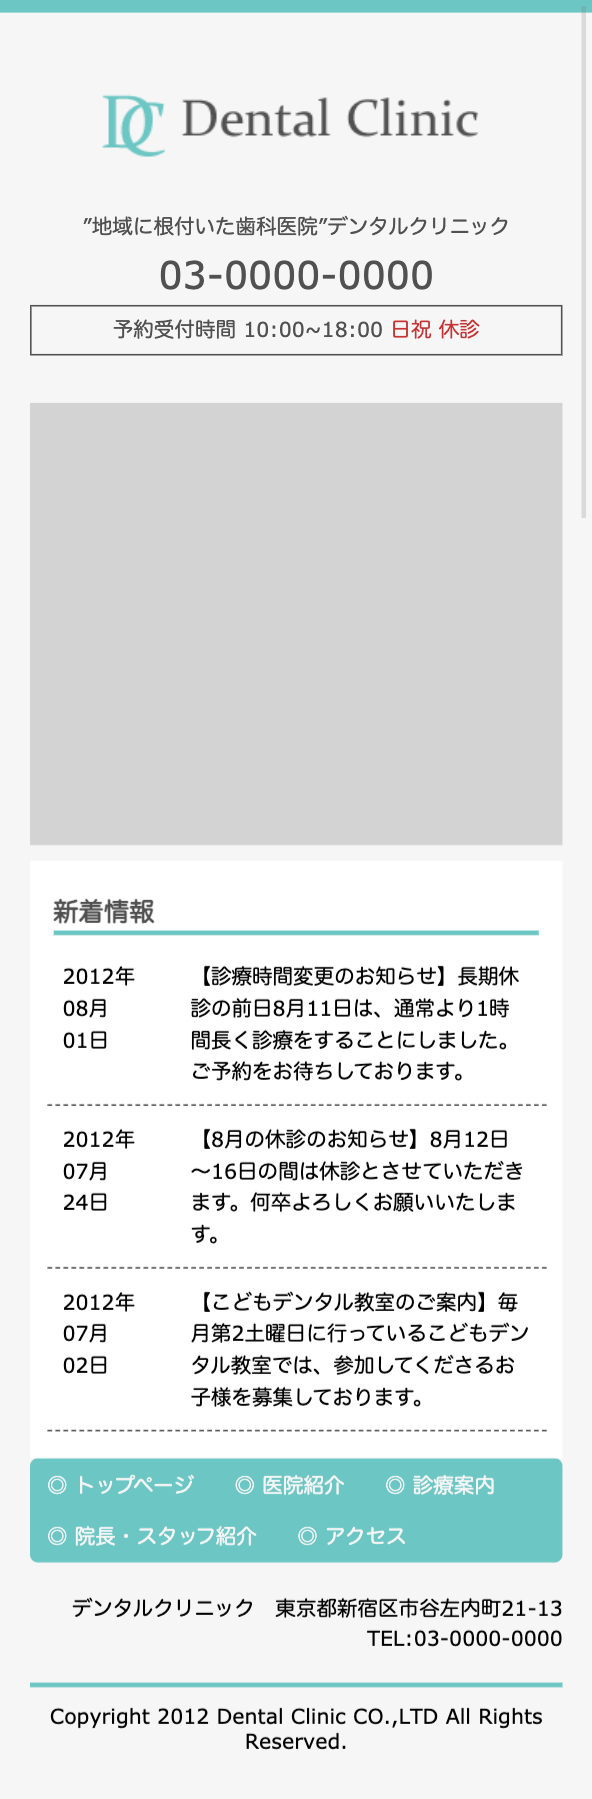 DC Dental Clinic
”地域に根付いた歯科医院”デンタルクリニック
03-0000-0000
予約受付時間 10:00~18:00 日祝 休診
新着情報
2012年
08月
01日
【診療時間変更のお知らせ】長期休
診の前日8月11日は、通常より1時
間長く診療をすることにしました。
ご予約をお待ちしております。
2012年
07月
24日
【8月の休診のお知らせ】8月12日
～16日の間は休診とさせていただき
ます。何卒よろしくお願いいたしま
す。
2012年
07月
02日
【こどもデンタル教室のご案内】毎
月第2土曜日に行っているこどもデン
タル教室では、参加してくださるお
子様を募集しております。
◎ トップページ ◎ 医院紹介 ◎ 診療案内
◎ 院長・スタッフ紹介 ◎ アクセス
デンタルクリニック　東京都新宿区市谷左内町21-13
TEL:03-0000-0000
Copyright 2012 Dental Clinic CO.,LTD All Rights
Reserved.